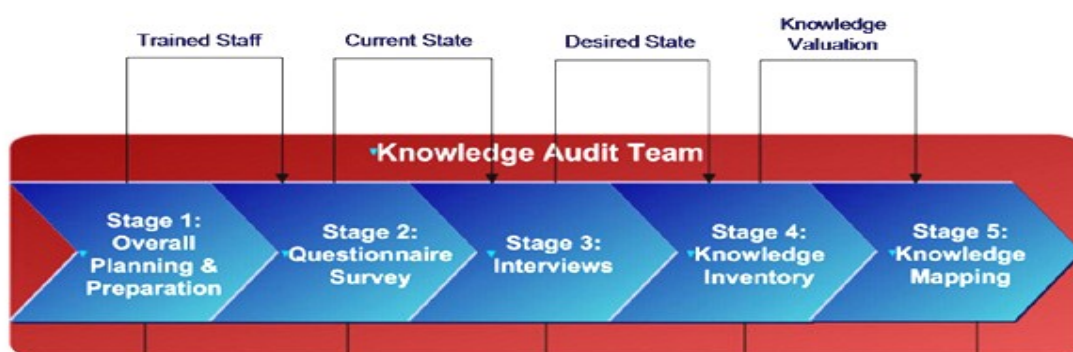 Trained Staff
Current State
Desired State
Knowledge
Valuation
Knowledge Audit Team
Stage 1:
Overall
Planning &
Preparation
Stage 2:
Questionnaire
Survey
Stage 3:
Interviews
Stage 4:
Knowledge
Inventory
Stage 5:
Knowledge
Mapping